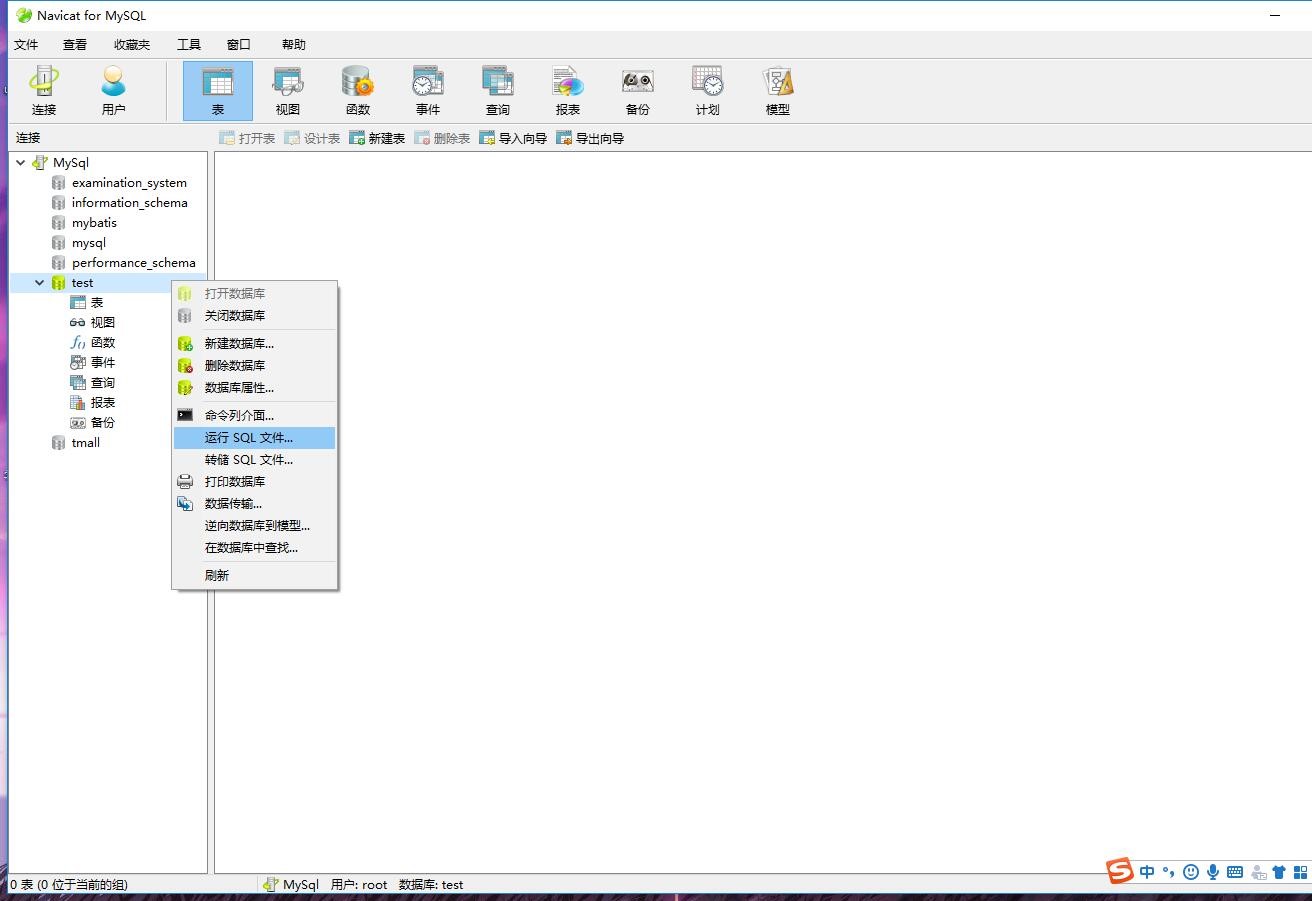 Navicat for MySQL
文件 查看 收藏夹 工具 窗口 帮助
连接 用户 表 视图 函数 事件 查询 报表 备份 计划 模型
连接 打开表 设计表 新建表 删除表 导入向导 导出向导
MySql
examination_system
information_schema
mybatis
mysql
performance_schema
test
表
视图
函数
事件
查询
报表
备份
tmall
打开数据库
关闭数据库
新建数据库...
删除数据库
数据库属性...
命令列介面...
运行 SQL 文件...
转储 SQL 文件...
打印数据库
数据传输...
逆向数据库到模型...
在数据库中查找...
刷新
0 表 (0 位于当前的组) MySql 用户: root 数据库: test
S 中 °,